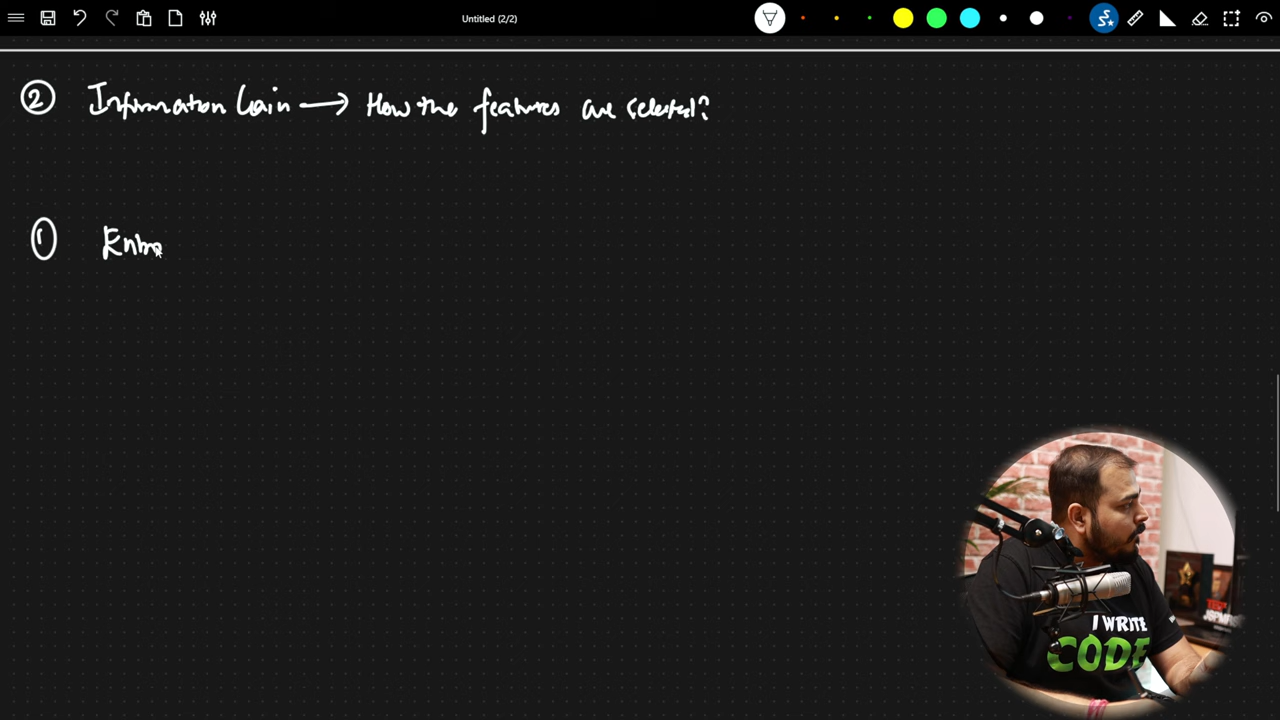 Untitled (2/2)
② Information Gain → How the features are selected?
① Entro
I WRITE
CODE